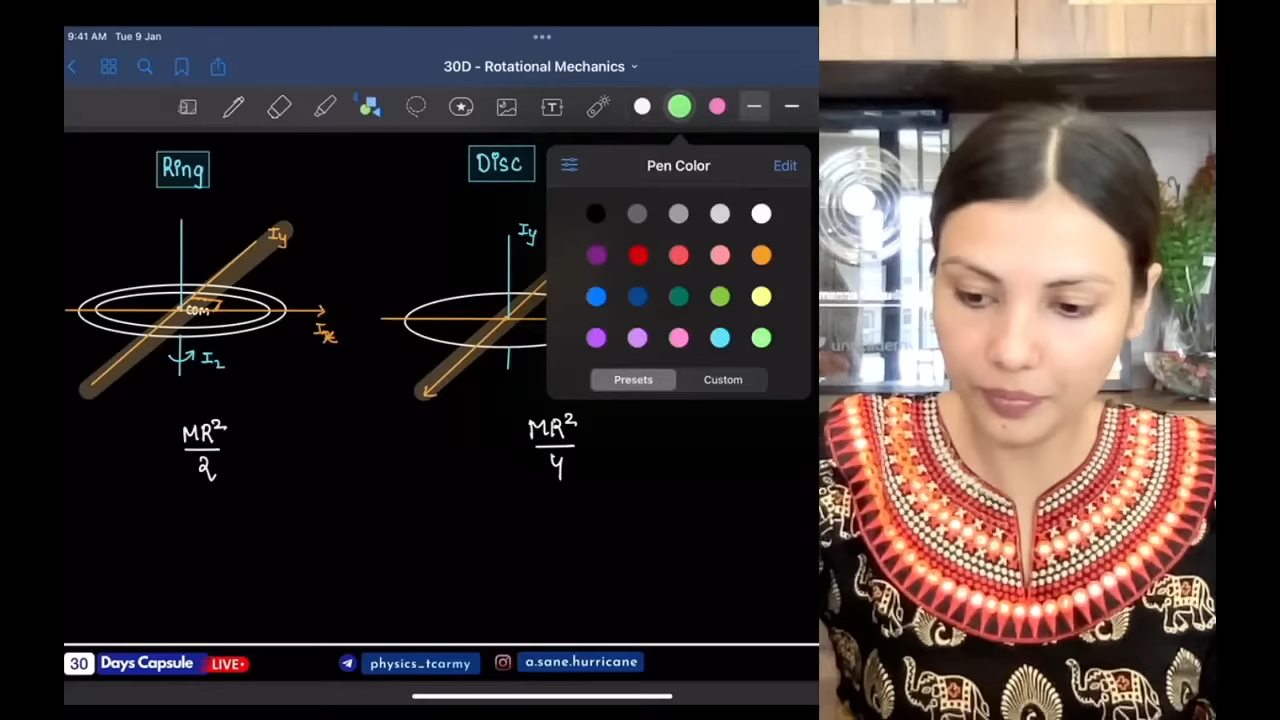 9:41 AM Tue 9 Jan
30D - Rotational Mechanics
T
Ring
Disc
Pen Color
Edit
Iy
Iy
com
Ix
I2
Presets
Custom
MR²
2
MR²
4
30 Days Capsule LIVE
physics_tcarmy
a.sane.hurricane